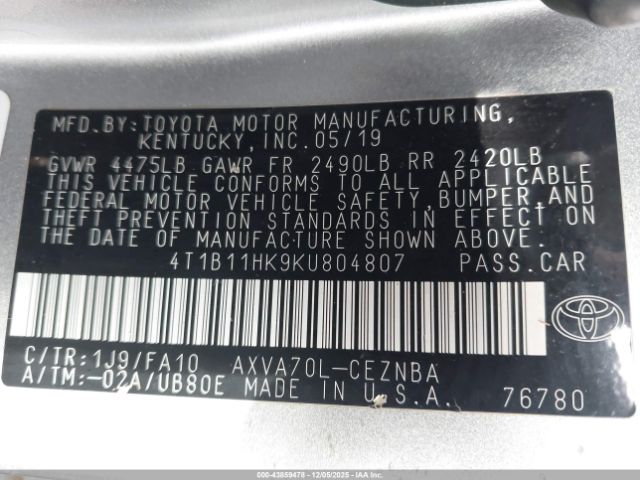 MFD.BY:TOYOTA MOTOR MANUFACTURING,
KENTUCKY, INC.05/19
GVWR 4475LB GAWR FR 2490LB RR 2420LB
THIS VEHICLE CONFORMS TO ALL APPLICABLE
FEDERAL MOTOR VEHICLE SAFETY, BUMPER, AND
THEFT PREVENTION STANDARDS IN EFFECT ON
THE DATE OF MANUFACTURE SHOWN ABOVE.
4T1B11HK9KU804807 PASS.CAR
C/TR:1J9/FA10 AXVA70L-CEZNBA
A/TM:-02A/UB80E MADE IN U.S.A. 76780
000-43859478 - 12/05/2025 - IAAI.COM